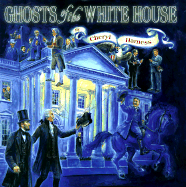 GHOSTS of the WHITE HOUSE
Cheryl Harness